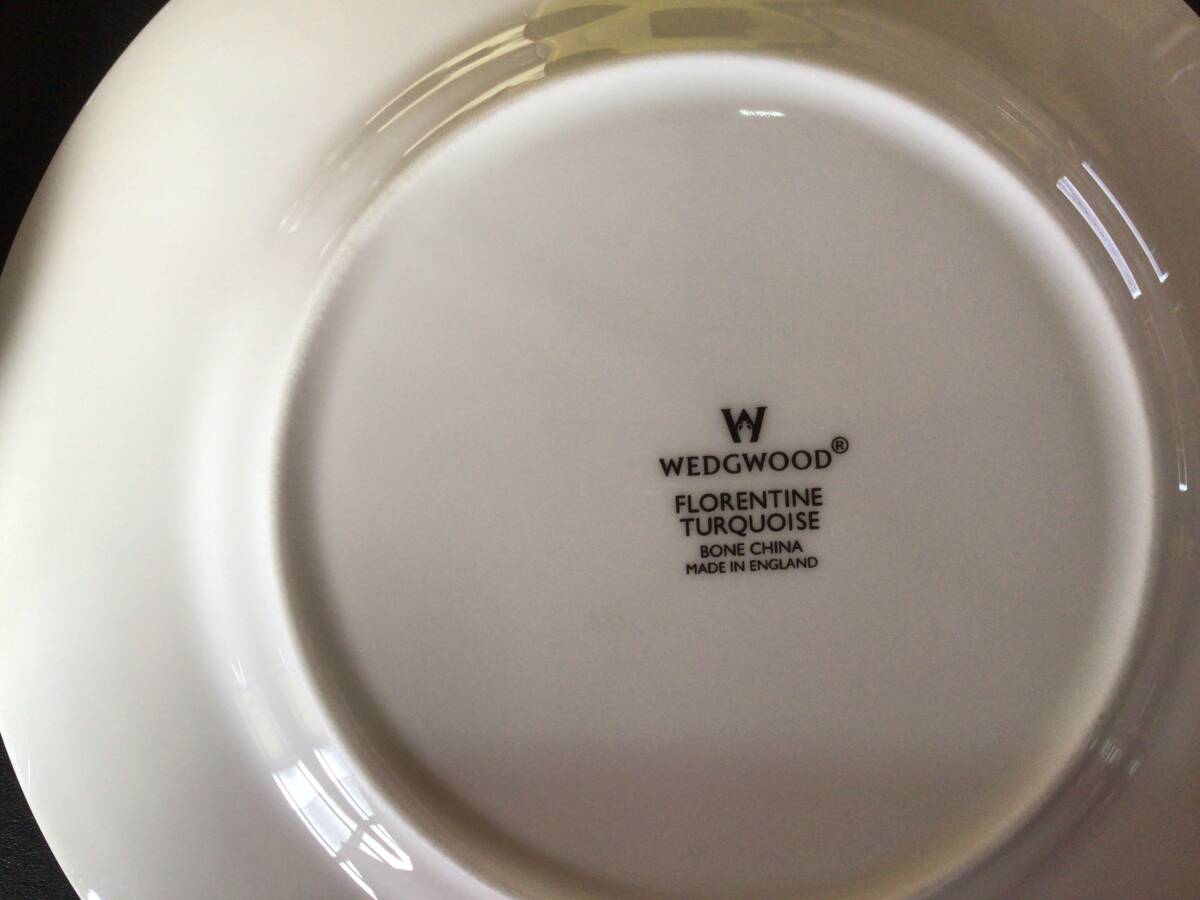 W
WEDGWOOD®
FLORENTINE
TURQUOISE
BONE CHINA
MADE IN ENGLAND